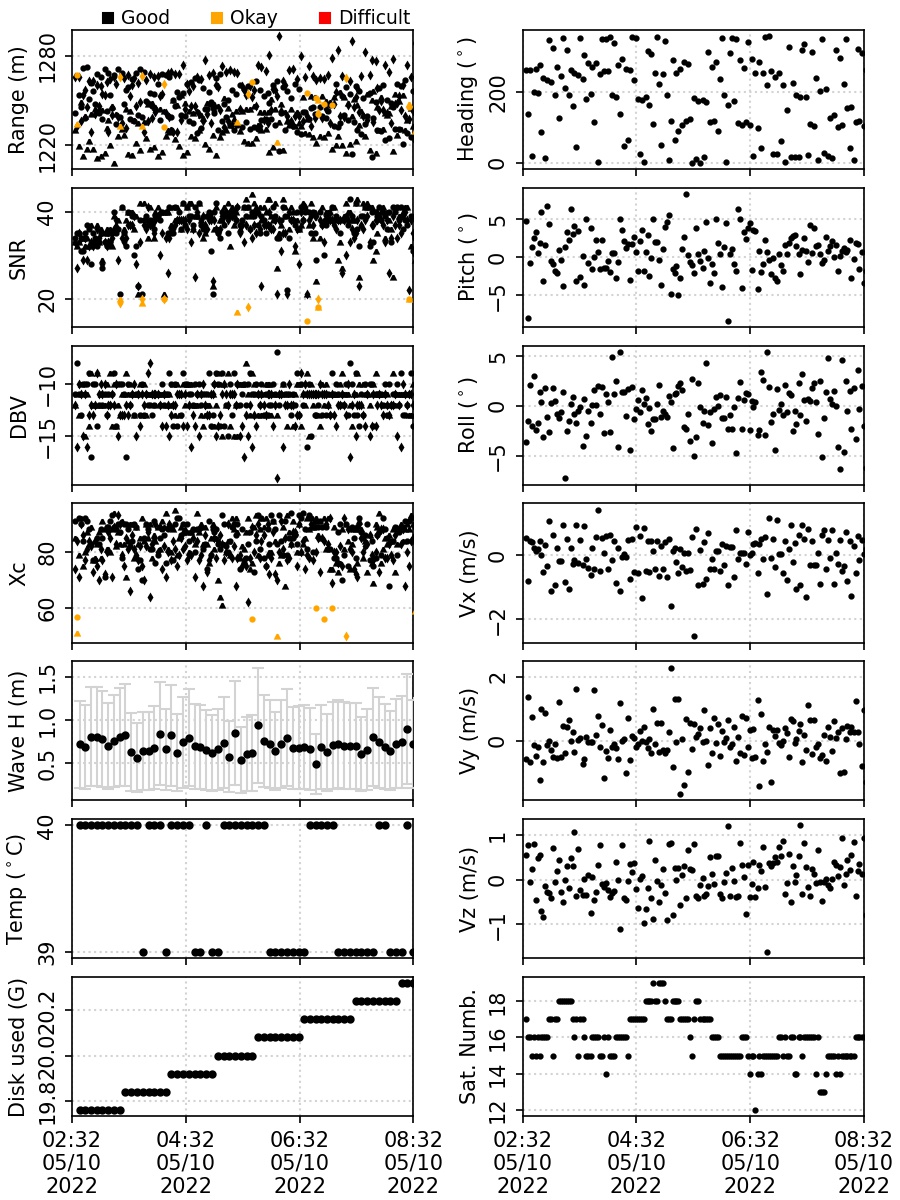 Good Okay Difficult
Range (m)
1280
1220
Heading (°)
200
0
SNR
40
20
Pitch (°)
5
0
−5
DBV
−10
−15
Roll (°)
5
0
−5
Xc
80
60
Vx (m/s)
0
−2
Wave H (m)
1.5
1.0
0.5
Vy (m/s)
2
0
Temp (°C)
40
39
Vz (m/s)
1
0
−1
Disk used (G)
20.2
20.0
19.8
Sat. Numb.
18
16
14
12
02:32 04:32 06:32 08:32 02:32 04:32 06:32 08:32
05/10 05/10 05/10 05/10 05/10 05/10 05/10 05/10
2022 2022 2022 2022 2022 2022 2022 2022